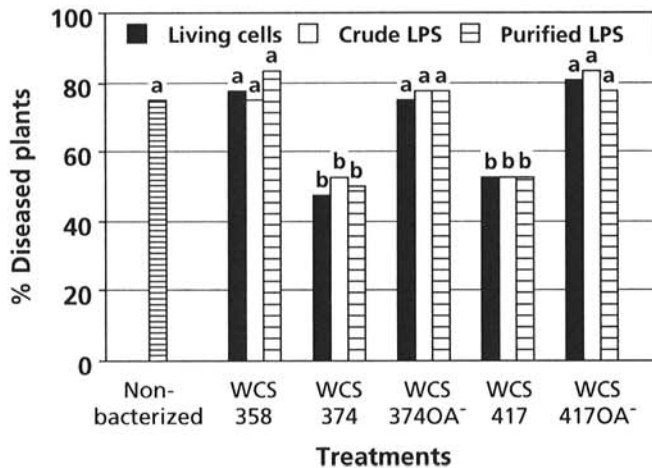 100
Living cells Crude LPS Purified LPS
a a a a a a a a a a
80
60
b b b b b b
40
20
0
% Diseased plants
Non-bacterized WCS 358 WCS 374 WCS 374OA⁻ WCS 417 WCS 417OA⁻
Treatments